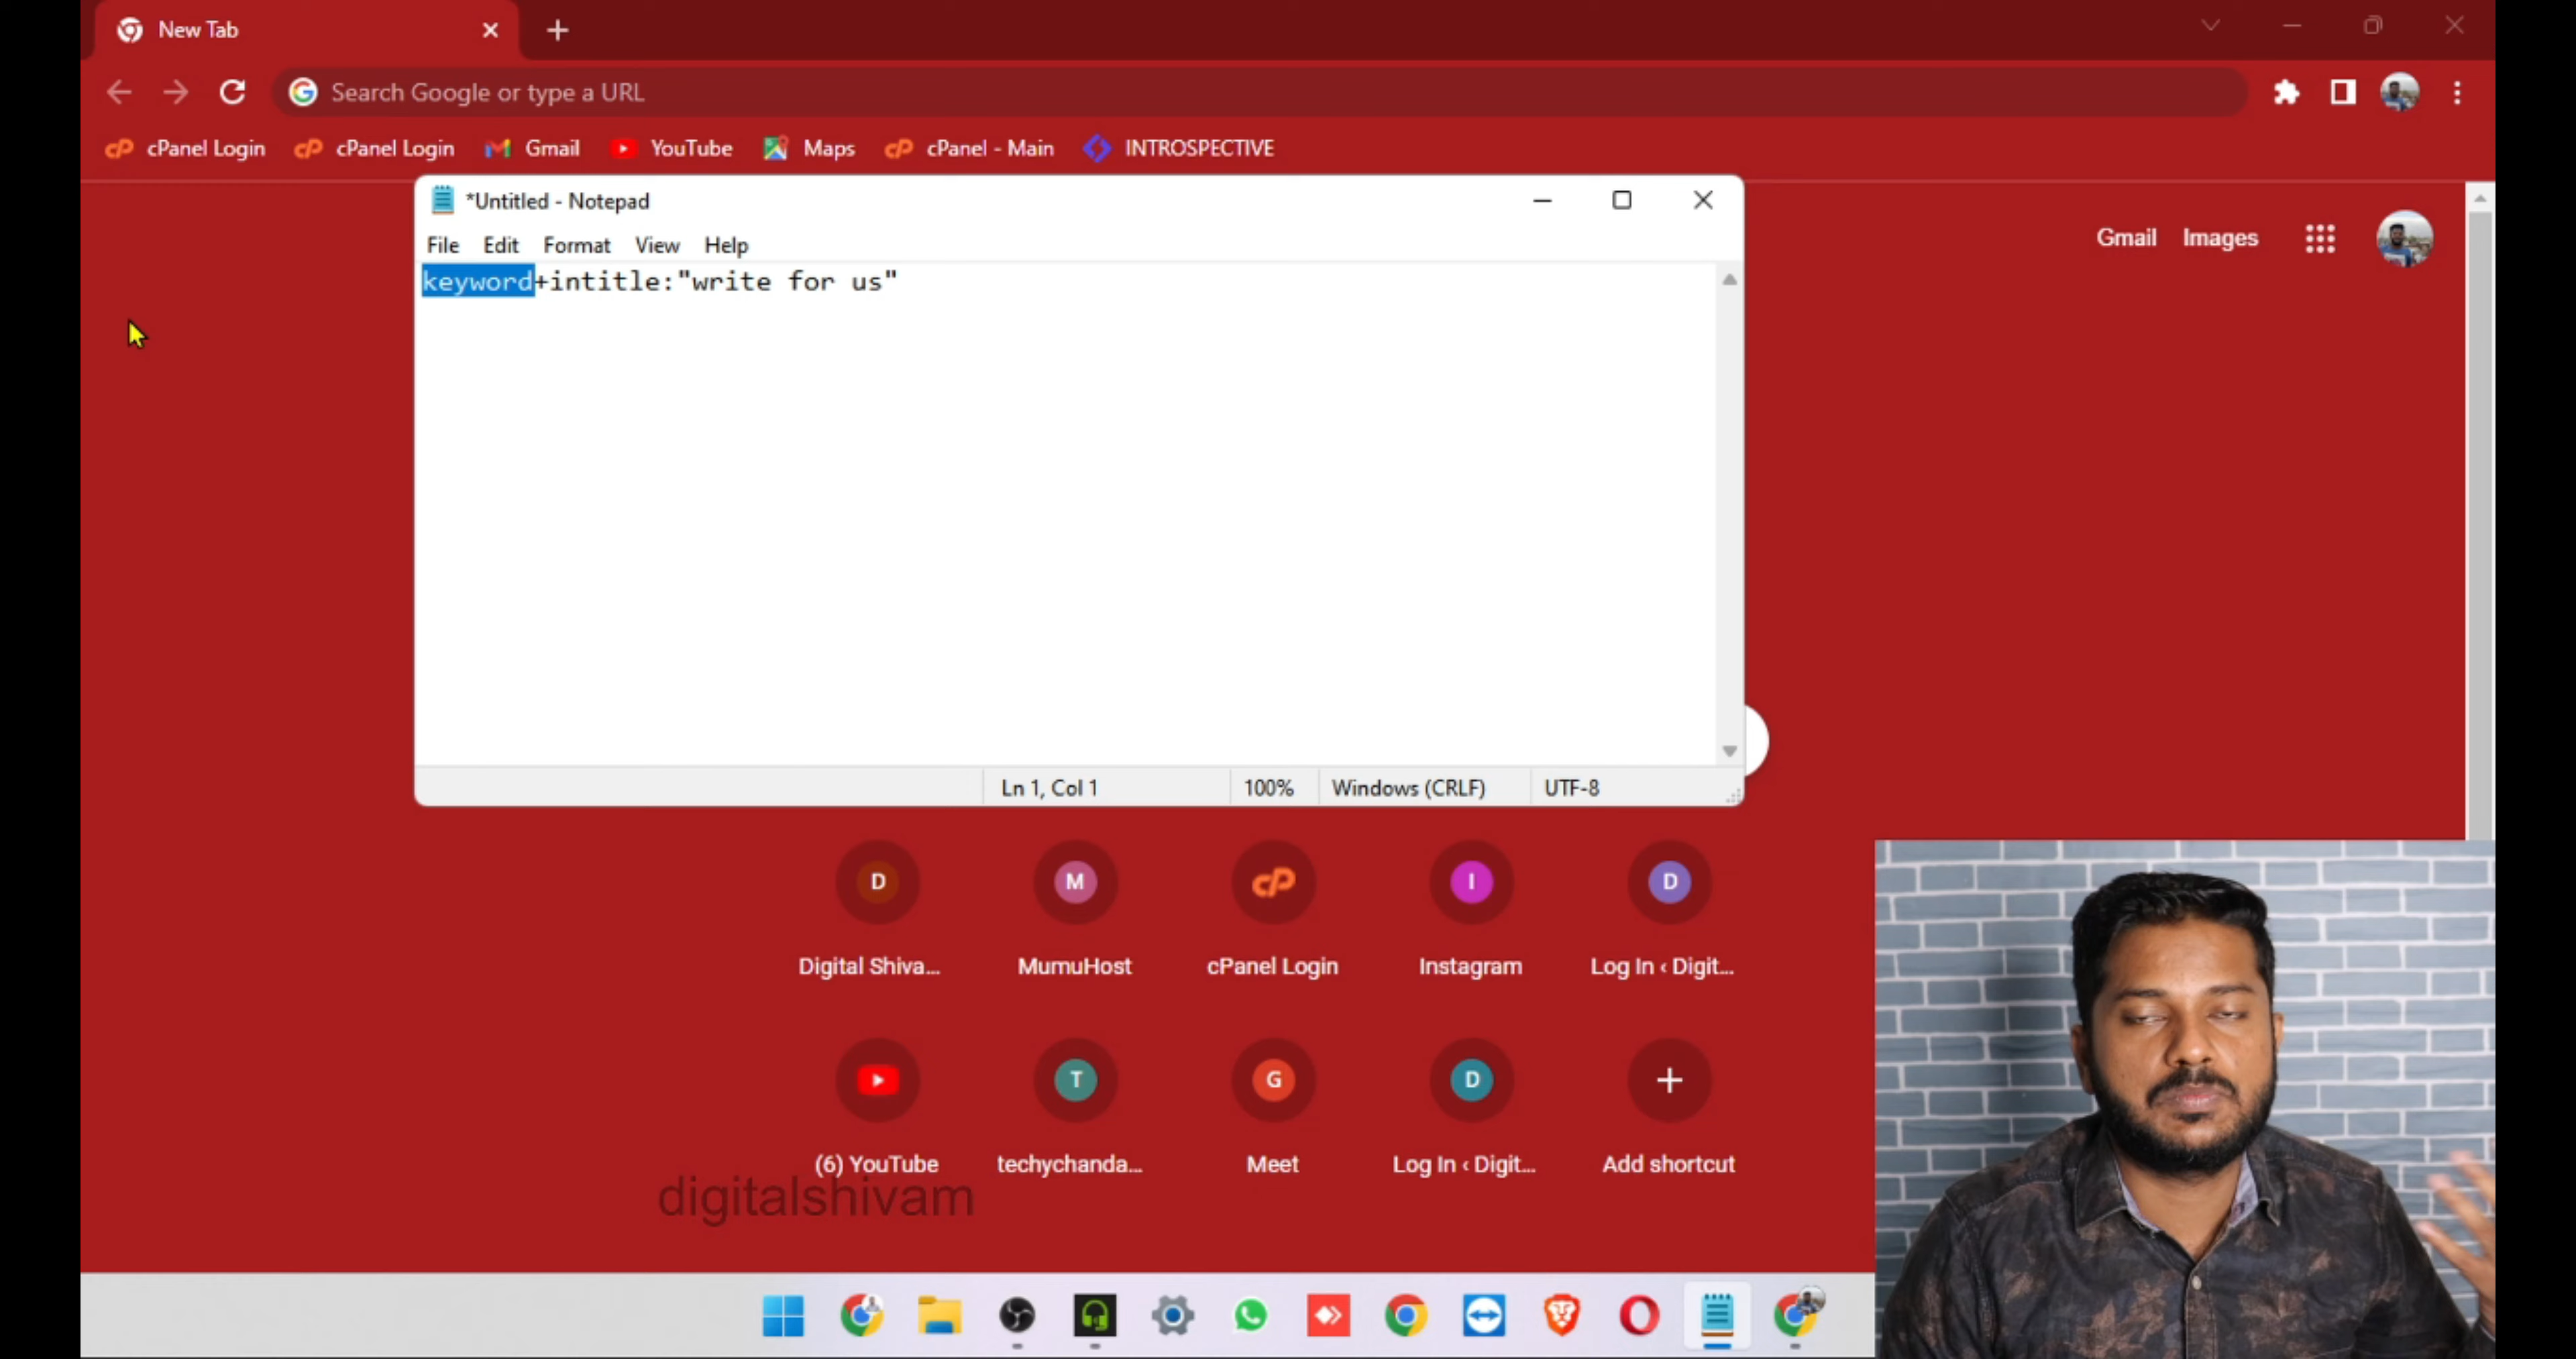 New Tab
Search Google or type a URL
cPanel Login cPanel Login Gmail YouTube Maps cPanel - Main INTROSPECTIVE
*Untitled - Notepad
Gmail Images
File Edit Format View Help
keyword+intitle:"write for us"
Ln 1, Col 1 100% Windows (CRLF) UTF-8
D M cP I D
Digital Shiva... MumuHost cPanel Login Instagram Log In ‹ Digit...
T G D
(6) YouTube techychanda... Meet Log In ‹ Digit... Add shortcut
digitalshivam